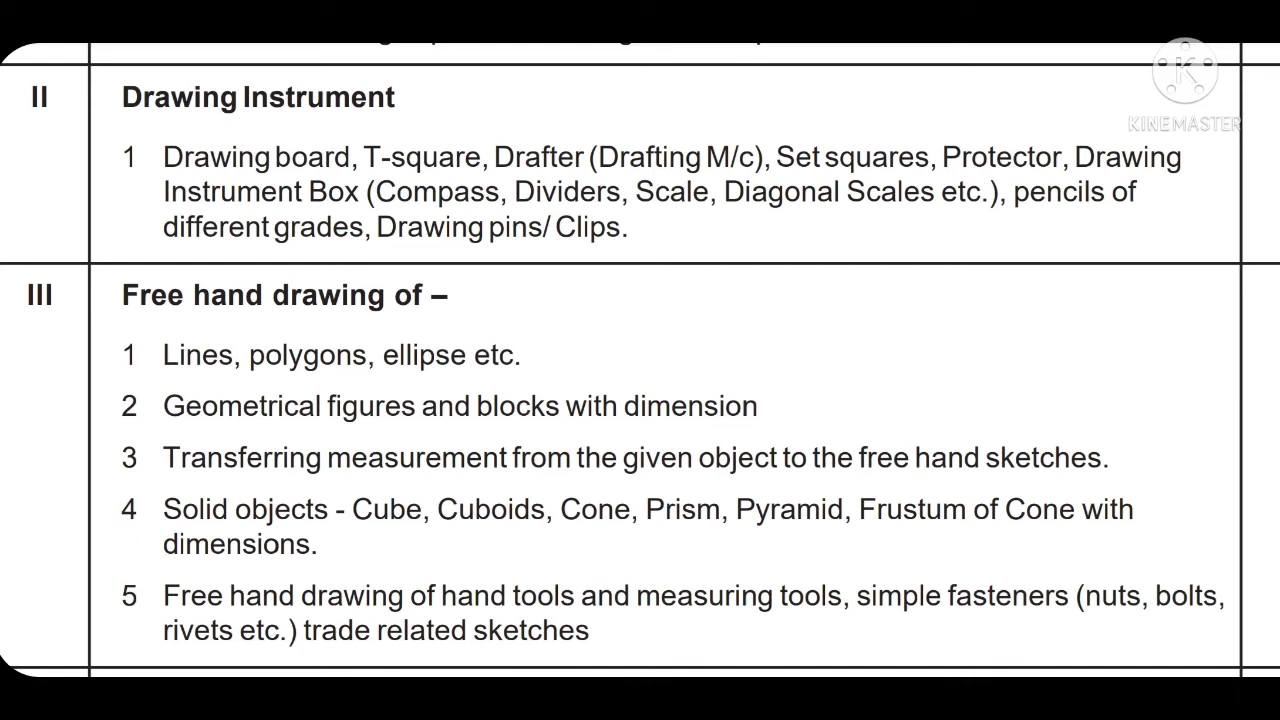 KINEMASTER
II Drawing Instrument
1 Drawing board, T-square, Drafter (Drafting M/c), Set squares, Protector, Drawing
Instrument Box (Compass, Dividers, Scale, Diagonal Scales etc.), pencils of
different grades, Drawing pins/ Clips.
III Free hand drawing of –
1 Lines, polygons, ellipse etc.
2 Geometrical figures and blocks with dimension
3 Transferring measurement from the given object to the free hand sketches.
4 Solid objects - Cube, Cuboids, Cone, Prism, Pyramid, Frustum of Cone with
dimensions.
5 Free hand drawing of hand tools and measuring tools, simple fasteners (nuts, bolts,
rivets etc.) trade related sketches